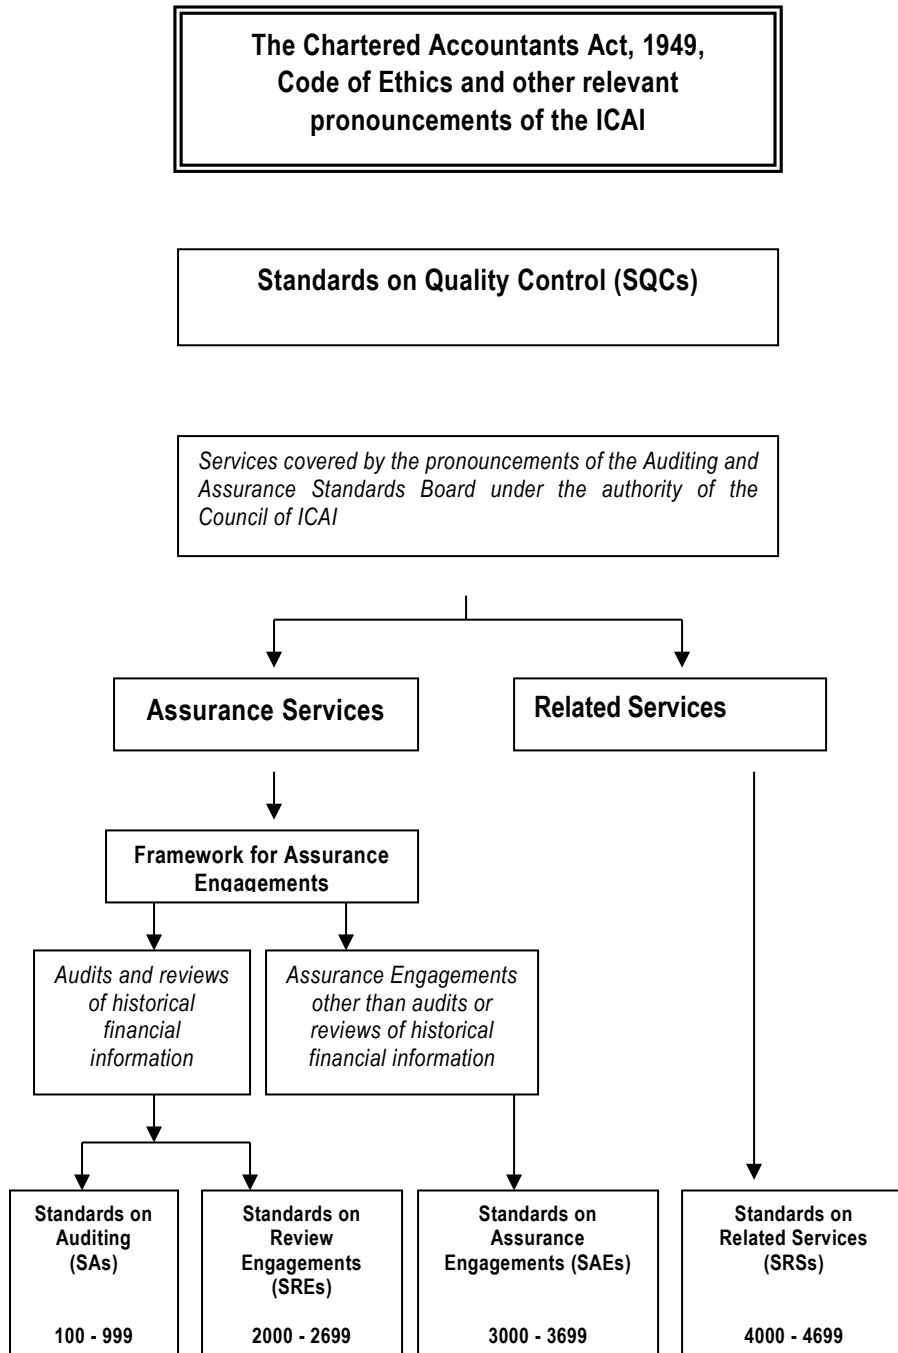 The Chartered Accountants Act, 1949,
Code of Ethics and other relevant
pronouncements of the ICAI
Standards on Quality Control (SQCs)
Services covered by the pronouncements of the Auditing and
Assurance Standards Board under the authority of the
Council of ICAI
Assurance Services
Related Services
Framework for Assurance
Engagements
Audits and reviews
of historical
financial
information
Assurance Engagements
other than audits or
reviews of historical
financial information
Standards on
Auditing
(SAs)
100 - 999
Standards on
Review
Engagements
(SREs)
2000 - 2699
Standards on
Assurance
Engagements (SAEs)
3000 - 3699
Standards on
Related Services
(SRSs)
4000 - 4699